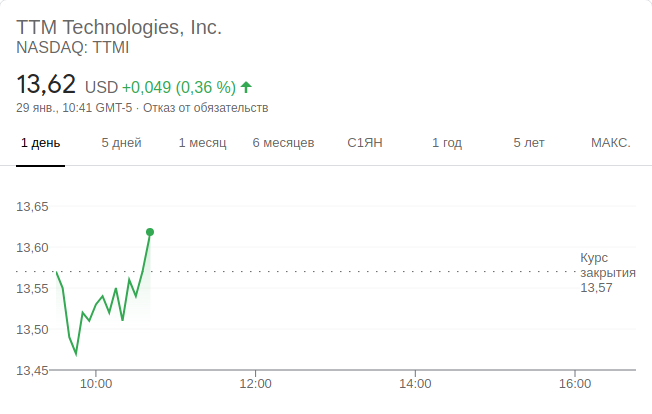 TTM Technologies, Inc.
NASDAQ: TTMI
13,62 USD +0,049 (0,36 %)
29 янв., 10:41 GMT-5 · Отказ от обязательств
1 день 5 дней 1 месяц 6 месяцев С1ЯН 1 год 5 лет МАКС.
13,65
13,60
13,55
13,50
13,45
Курс
закрытия
13,57
10:00 12:00 14:00 16:00